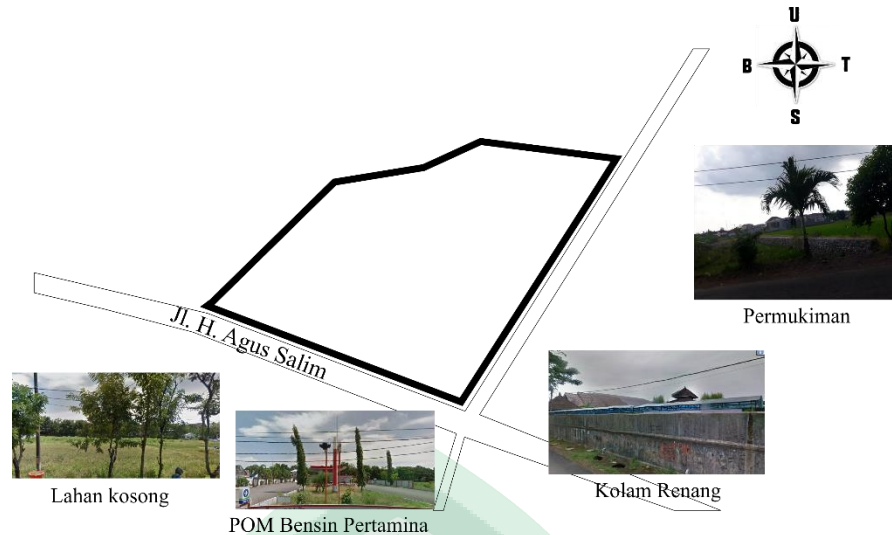 U
B
T
S
Permukiman
Jl. H. Agus Salim
Lahan kosong
Kolam Renang
POM Bensin Pertamina